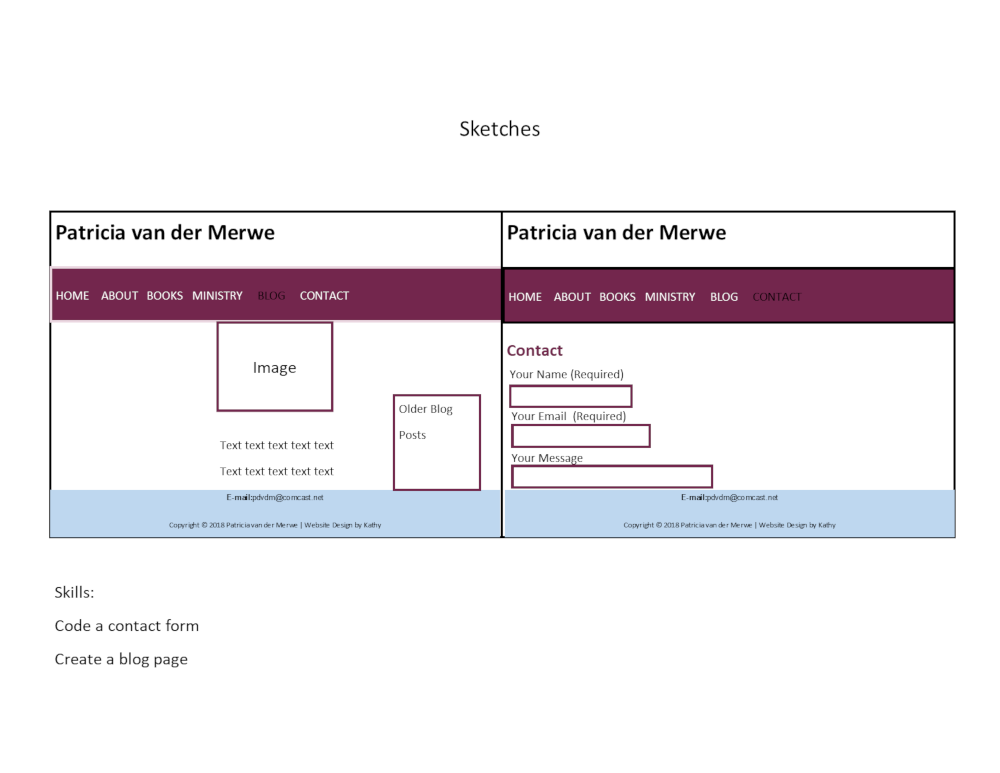 Sketches
Patricia van der Merwe
HOME ABOUT BOOKS MINISTRY BLOG CONTACT
Image
Older Blog
Posts
Text text text text text
Text text text text text
E-mail:pdvdm@comcast.net
Copyright © 2018 Patricia van der Merwe | Website Design by Kathy
Patricia van der Merwe
HOME ABOUT BOOKS MINISTRY BLOG CONTACT
Contact
Your Name (Required)
Your Email (Required)
Your Message
E-mail:pdvdm@comcast.net
Copyright © 2018 Patricia van der Merwe | Website Design by Kathy
Skills:
Code a contact form
Create a blog page